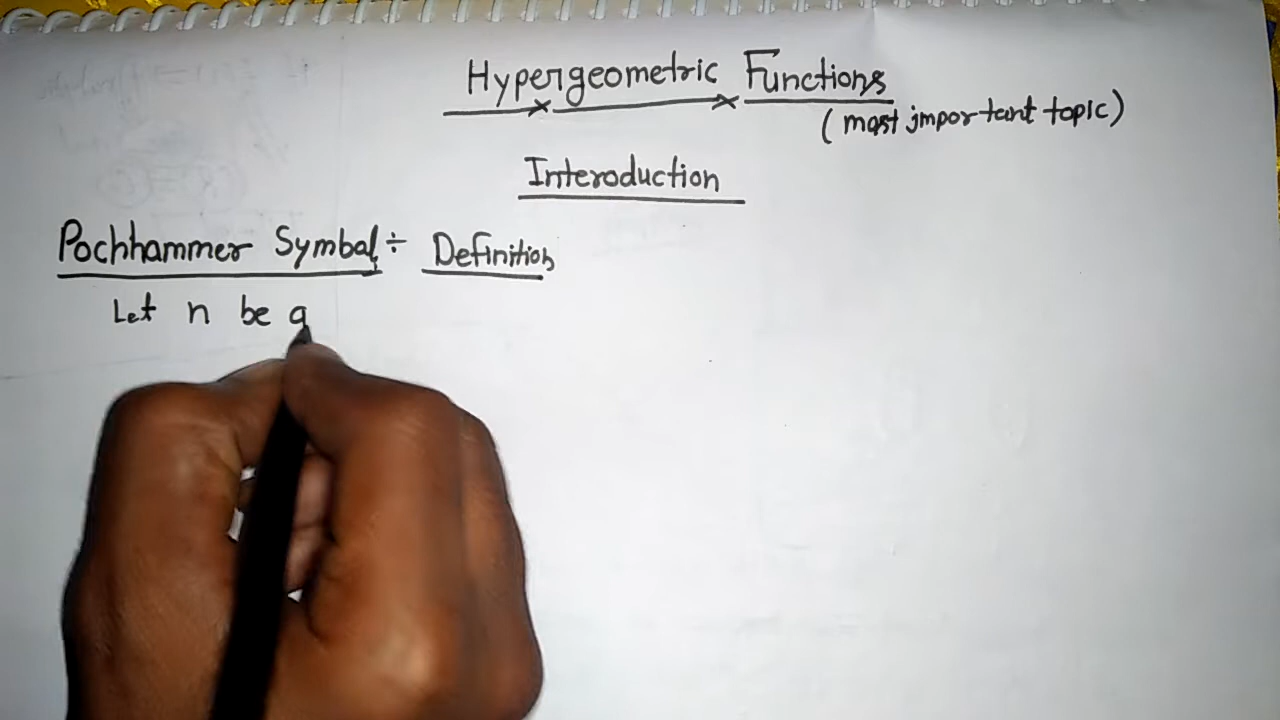 Hypergeometric Functions
(most important topic)
Interoduction
Pochhammer Symbol ÷ Definition
Let n be a